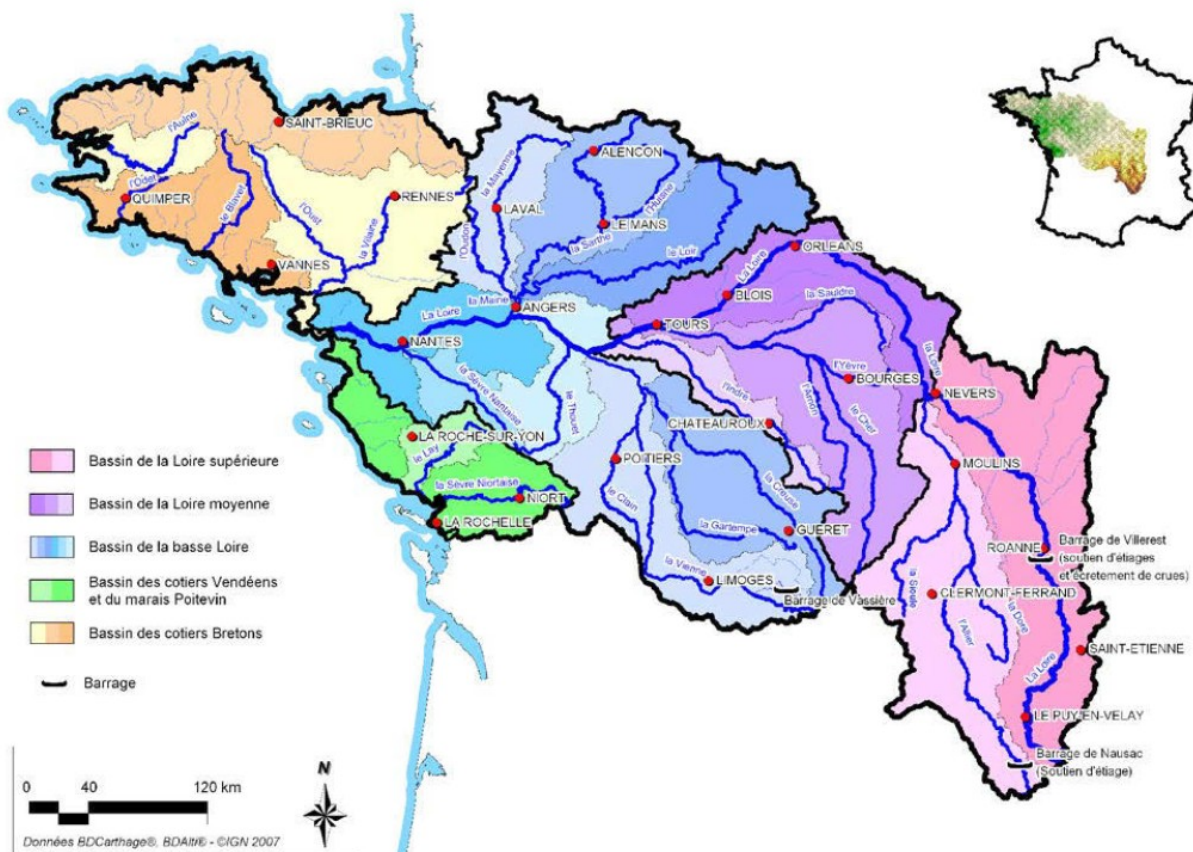 SAINT-BRIEUC
l'Aulne
l'Odet
QUIMPER
le Blavet
l'Oust
RENNES
la Vilaine
VANNES
la Mayenne
ALENCON
l'Huisne
LAVAL
LE MANS
l'Oudon
la Sarthe
le Loir
ORLEANS
La Loire
BLOIS
la Sauldre
la Maine
ANGERS
La Loire
TOURS
NANTES
la Loire
l'Yèvre
BOURGES
NEVERS
la Sèvre Nantaise
le Thouet
l'Indre
l'Arnon
le Cher
CHATEAUROUX
LA ROCHE-SUR-YON
le Lay
POITIERS
MOULINS
la Sèvre Niortaise
NIORT
le Clain
la Creuse
LA ROCHELLE
la Gartempe
GUERET
ROANNE
Barrage de Villerest
(soutien d'étiages
et écretement de crues)
la Vienne
LIMOGES
Barrage de Vassière
la Sioule
CLERMONT-FERRAND
la Dore
l'Allier
SAINT-ETIENNE
La Loire
LE PUY-EN-VELAY
Barrage de Nausac
(Soutien d'étiage)
Bassin de la Loire supérieure
Bassin de la Loire moyenne
Bassin de la basse Loire
Bassin des cotiers Vendéens
et du marais Poitevin
Bassin des cotiers Bretons
Barrage
0 40 120 km
N
Données BDCarthage®, BDAlti® - ©IGN 2007